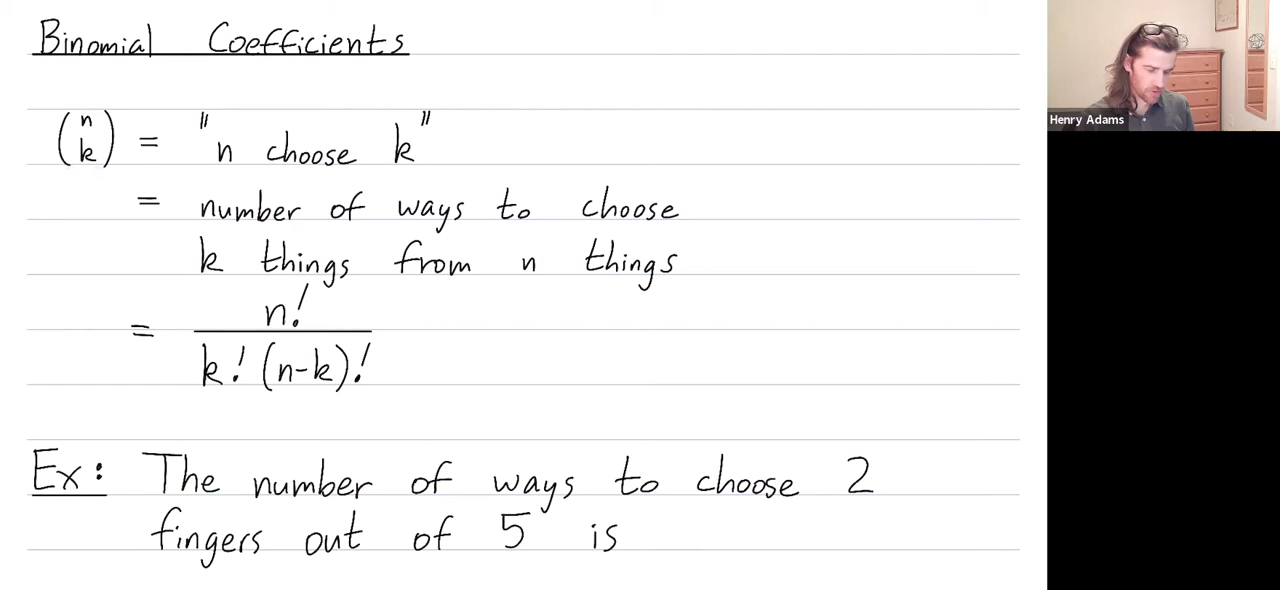 Binomial Coefficients
(n k) = "n choose k"
= number of ways to choose
k things from n things
= n! / k! (n-k)!
Ex: The number of ways to choose 2
fingers out of 5 is
Henry Adams